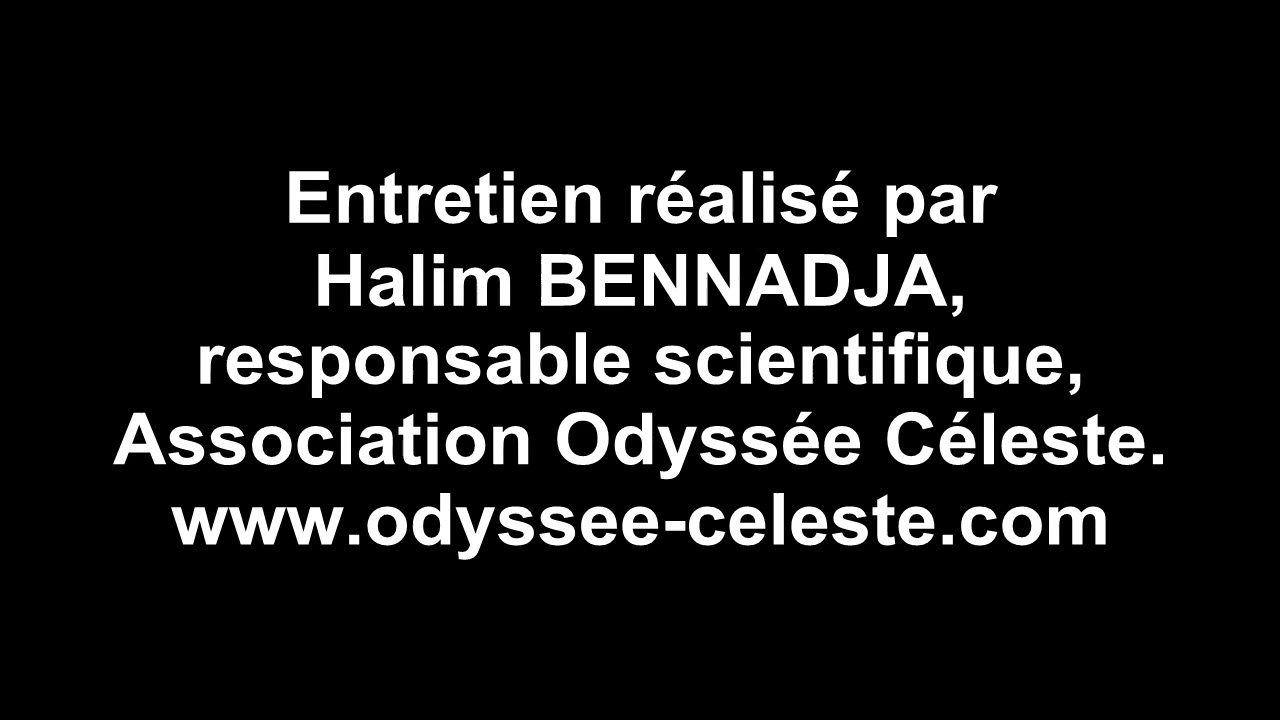 Entretien réalisé par
Halim BENNADJA,
responsable scientifique,
Association Odyssée Céleste.
www.odyssee-celeste.com